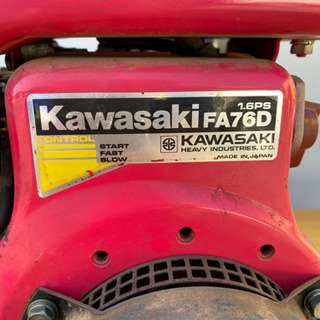 1.6PS
Kawasaki FA76D
CONTROL
START
FAST
SLOW
KAWASAKI
HEAVY INDUSTRIES, LTD.
MADE IN JAPAN